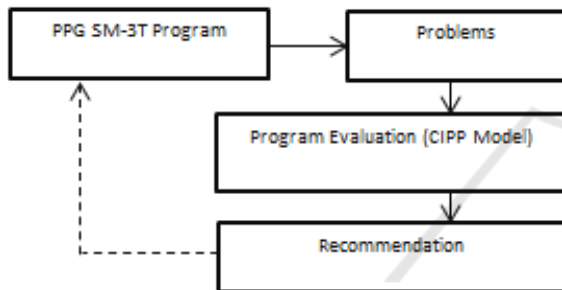 PPG SM-3T Program
Problems
Program Evaluation (CIPP Model)
Recommendation